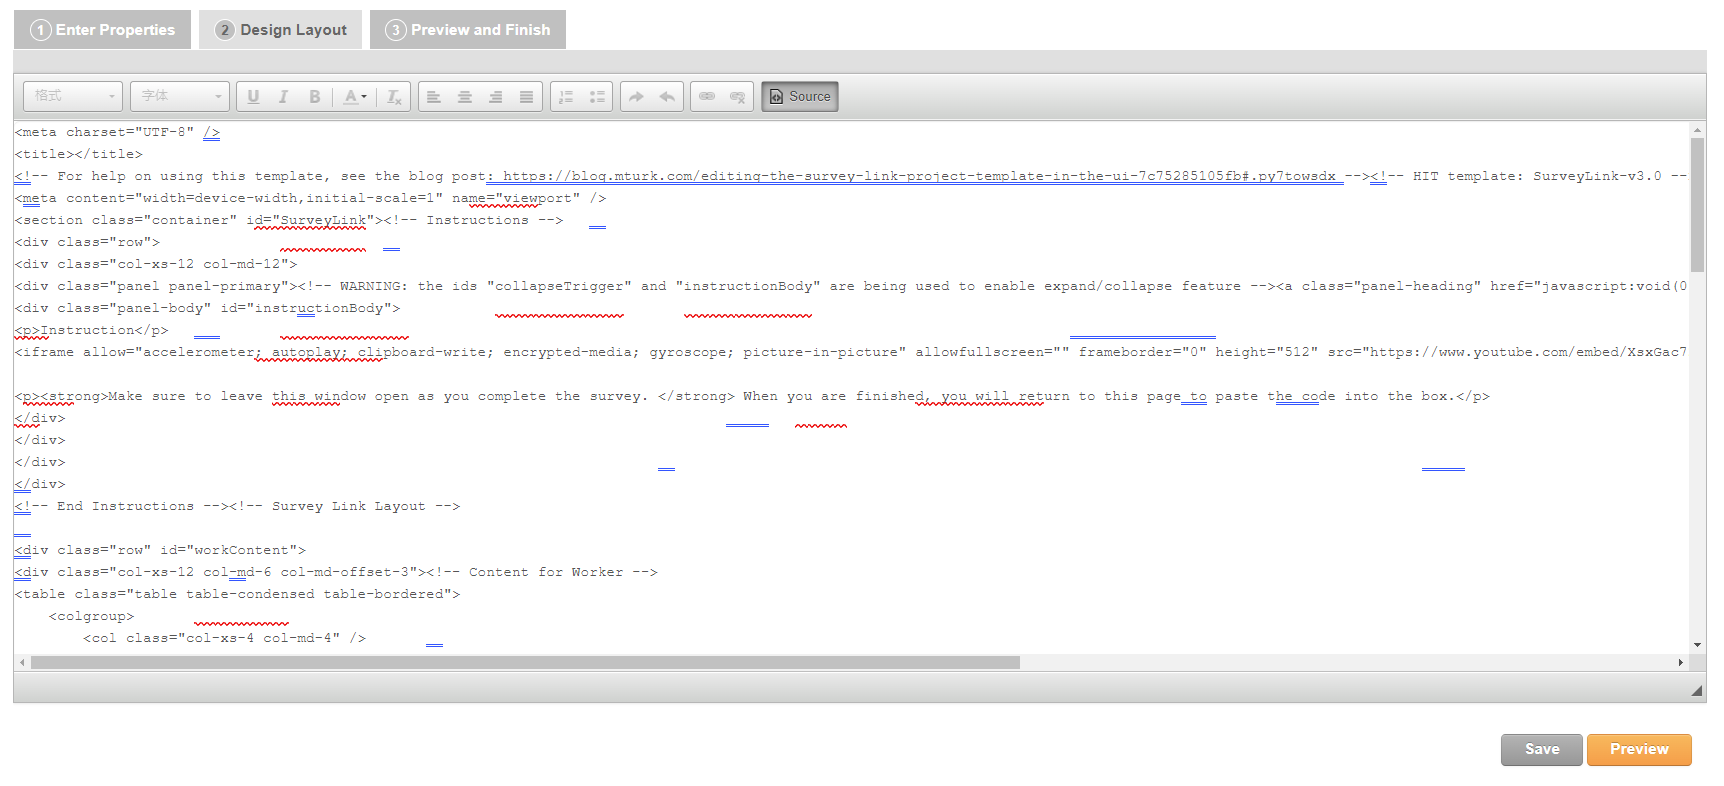 1 Enter Properties
2 Design Layout
3 Preview and Finish
格式
字体
U I B A Ix
Source
<meta charset="UTF-8" />
<title></title>
<!-- For help on using this template, see the blog post: https://blog.mturk.com/editing-the-survey-link-project-template-in-the-ui-7c75285105fb#.py7towsdx --><!-- HIT template: SurveyLink-v3.0 --
<meta content="width=device-width,initial-scale=1" name="viewport" />
<section class="container" id="SurveyLink"><!-- Instructions -->
<div class="row">
<div class="col-xs-12 col-md-12">
<div class="panel panel-primary"><!-- WARNING: the ids "collapseTrigger" and "instructionBody" are being used to enable expand/collapse feature --><a class="panel-heading" href="javascript:void(0
<div class="panel-body" id="instructionBody">
<p>Instruction</p>
<iframe allow="accelerometer; autoplay; clipboard-write; encrypted-media; gyroscope; picture-in-picture" allowfullscreen="" frameborder="0" height="512" src="https://www.youtube.com/embed/XsxGac7
<p><strong>Make sure to leave this window open as you complete the survey. </strong> When you are finished, you will return to this page to paste the code into the box.</p>
</div>
</div>
</div>
</div>
<!-- End Instructions --><!-- Survey Link Layout -->
<div class="row" id="workContent">
<div class="col-xs-12 col-md-6 col-md-offset-3"><!-- Content for Worker -->
<table class="table table-condensed table-bordered">
<colgroup>
<col class="col-xs-4 col-md-4" />
Save
Preview